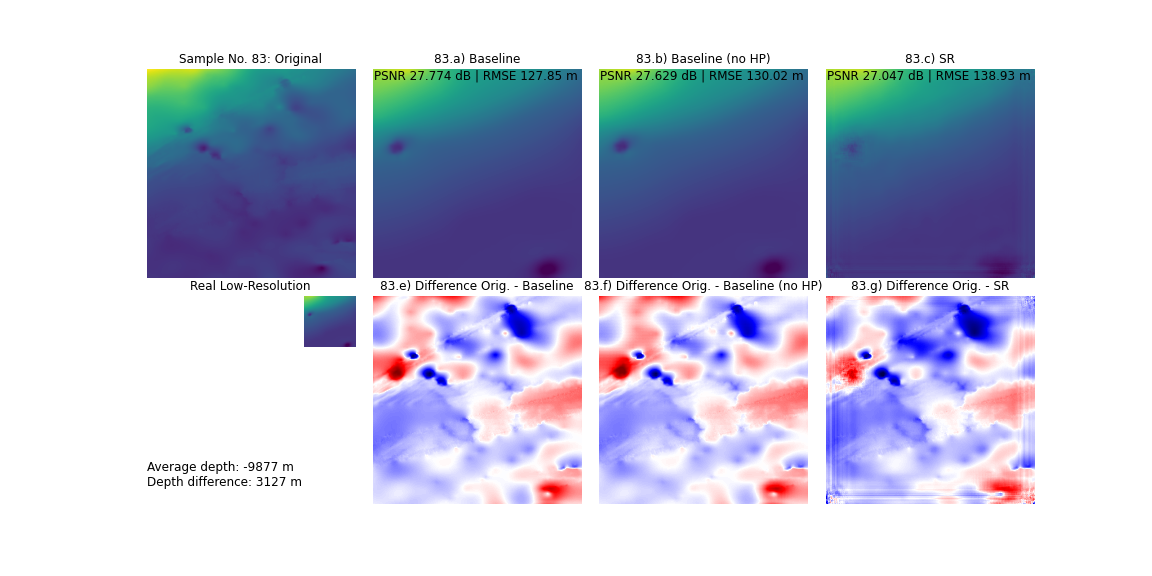 Sample No. 83: Original
83.a) Baseline
83.b) Baseline (no HP)
83.c) SR
PSNR 27.774 dB | RMSE 127.85 m
PSNR 27.629 dB | RMSE 130.02 m
PSNR 27.047 dB | RMSE 138.93 m
Real Low-Resolution
83.e) Difference Orig. - Baseline
83.f) Difference Orig. - Baseline (no HP)
83.g) Difference Orig. - SR
Average depth: -9877 m
Depth difference: 3127 m